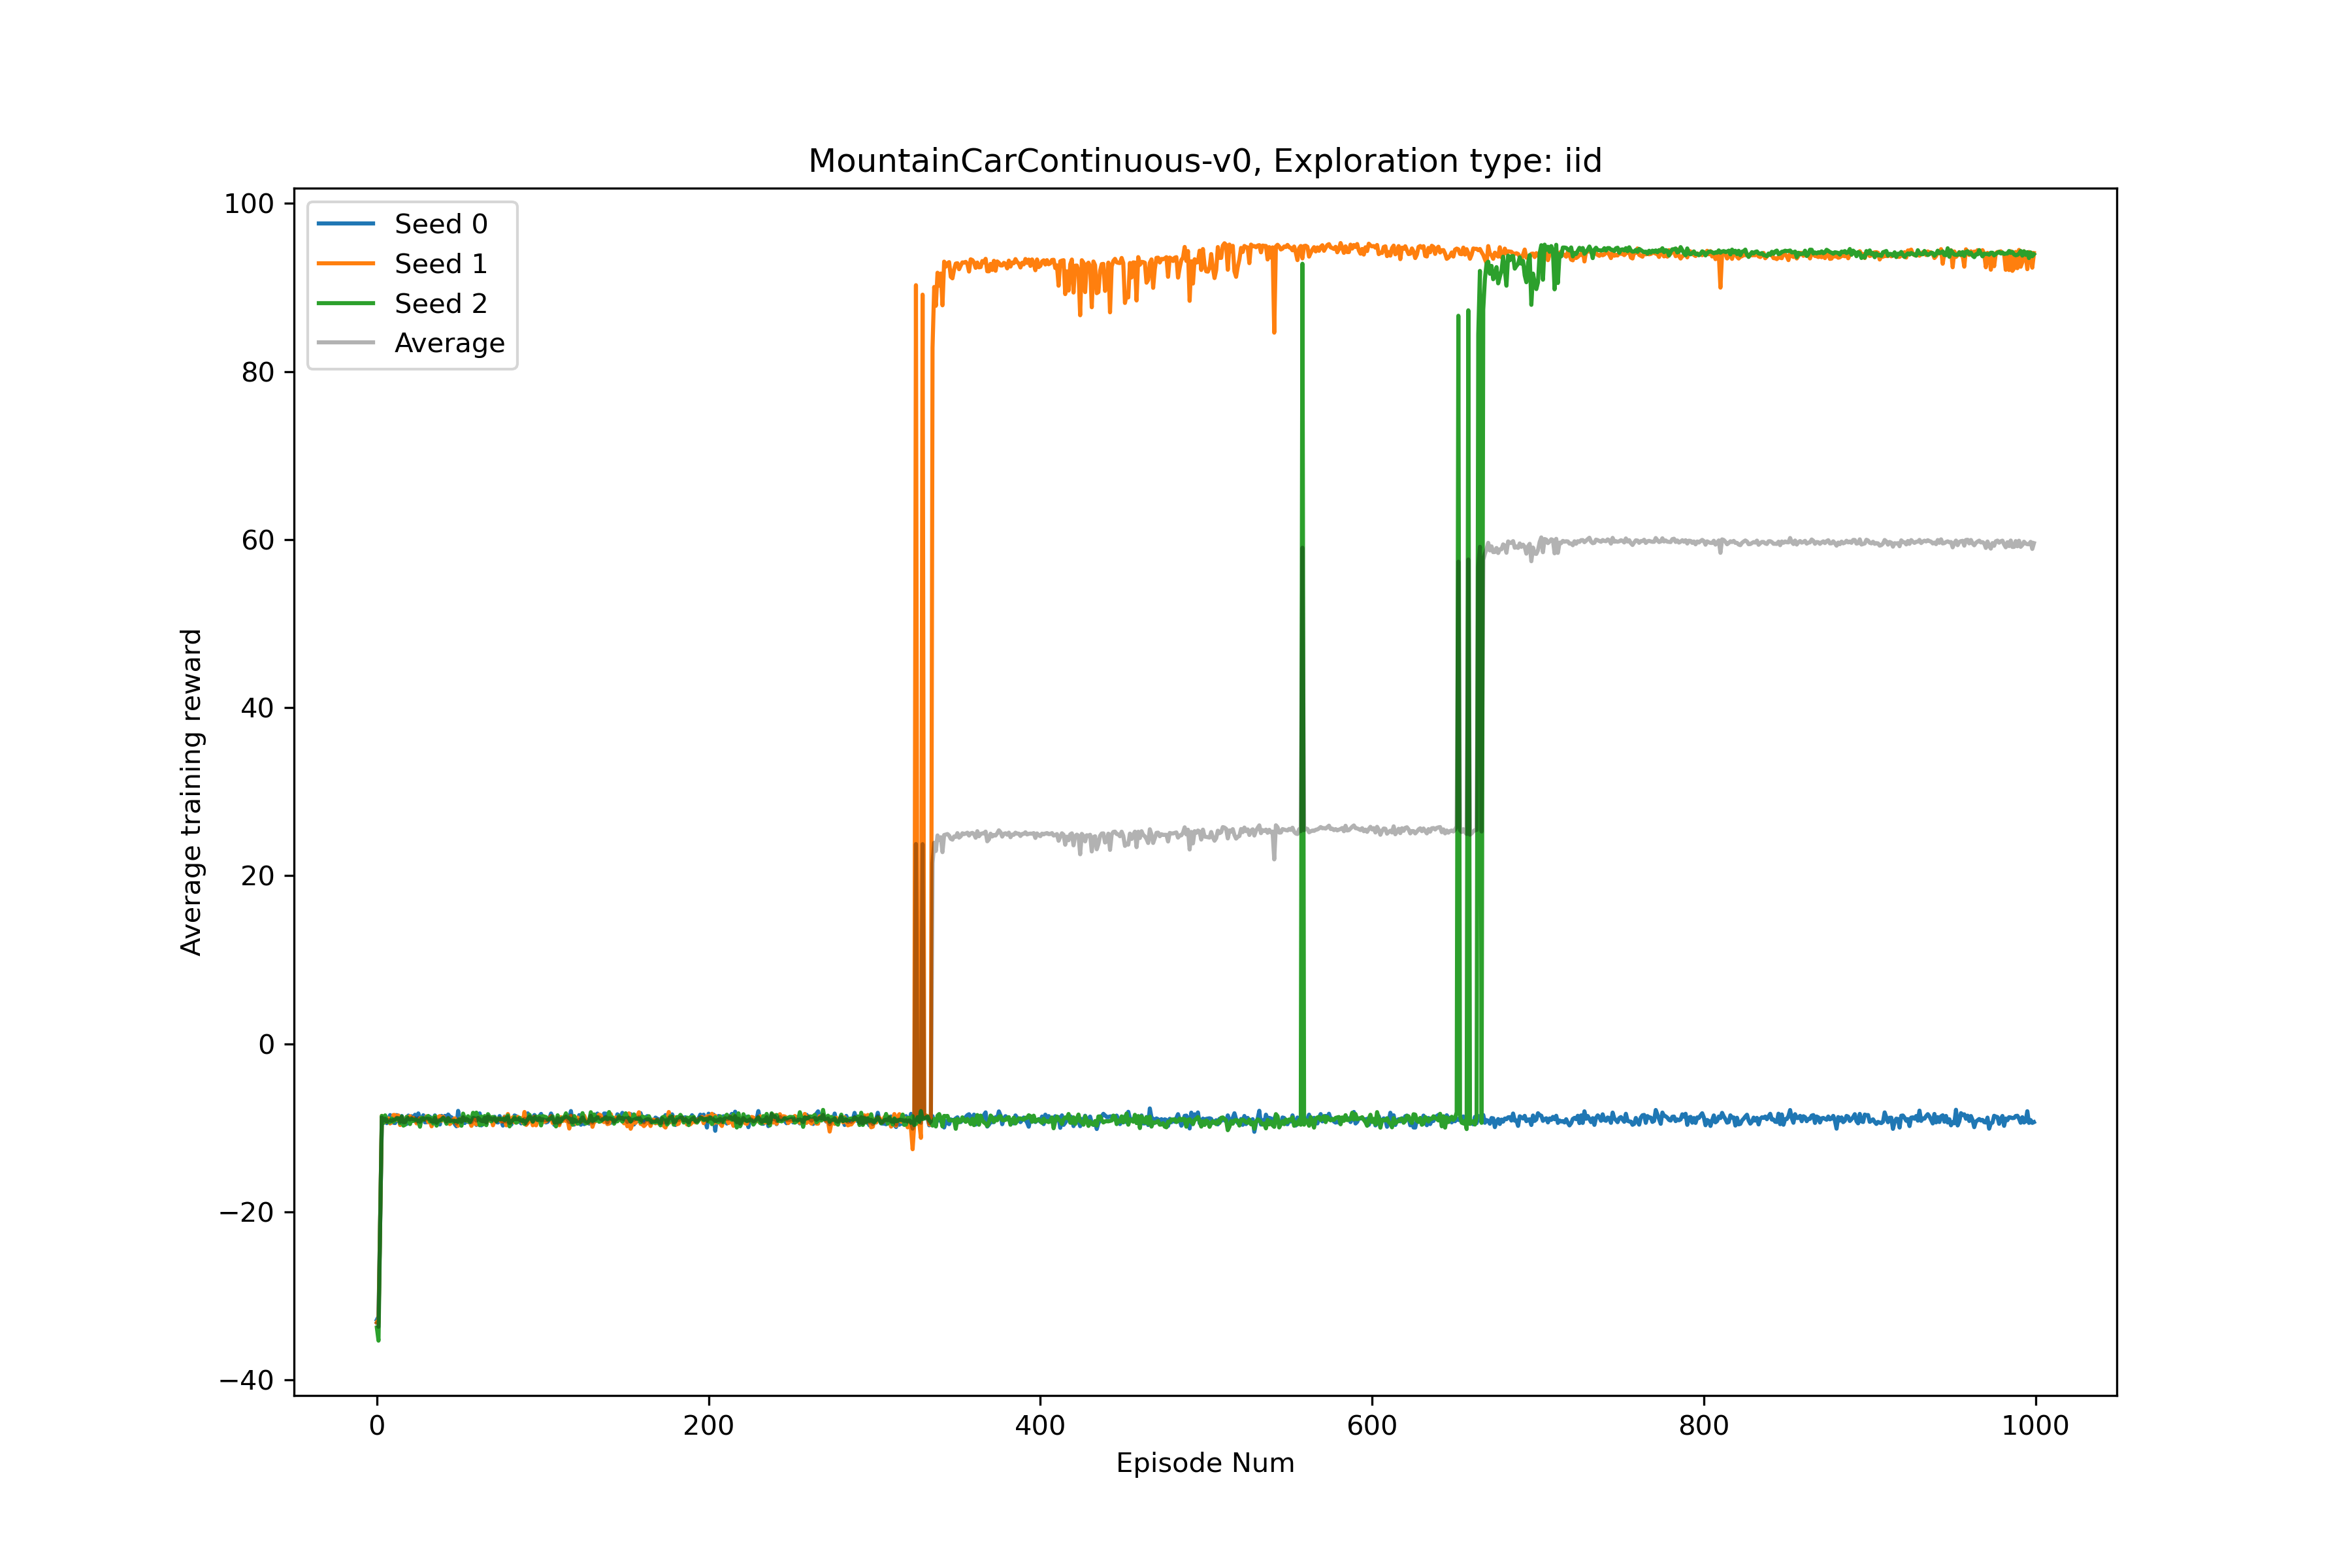 MountainCarContinuous-v0, Exploration type: iid
Seed 0
Seed 1
Seed 2
Average
100
80
60
40
20
0
−20
−40
Average training reward
0
200
400
600
800
1000
Episode Num